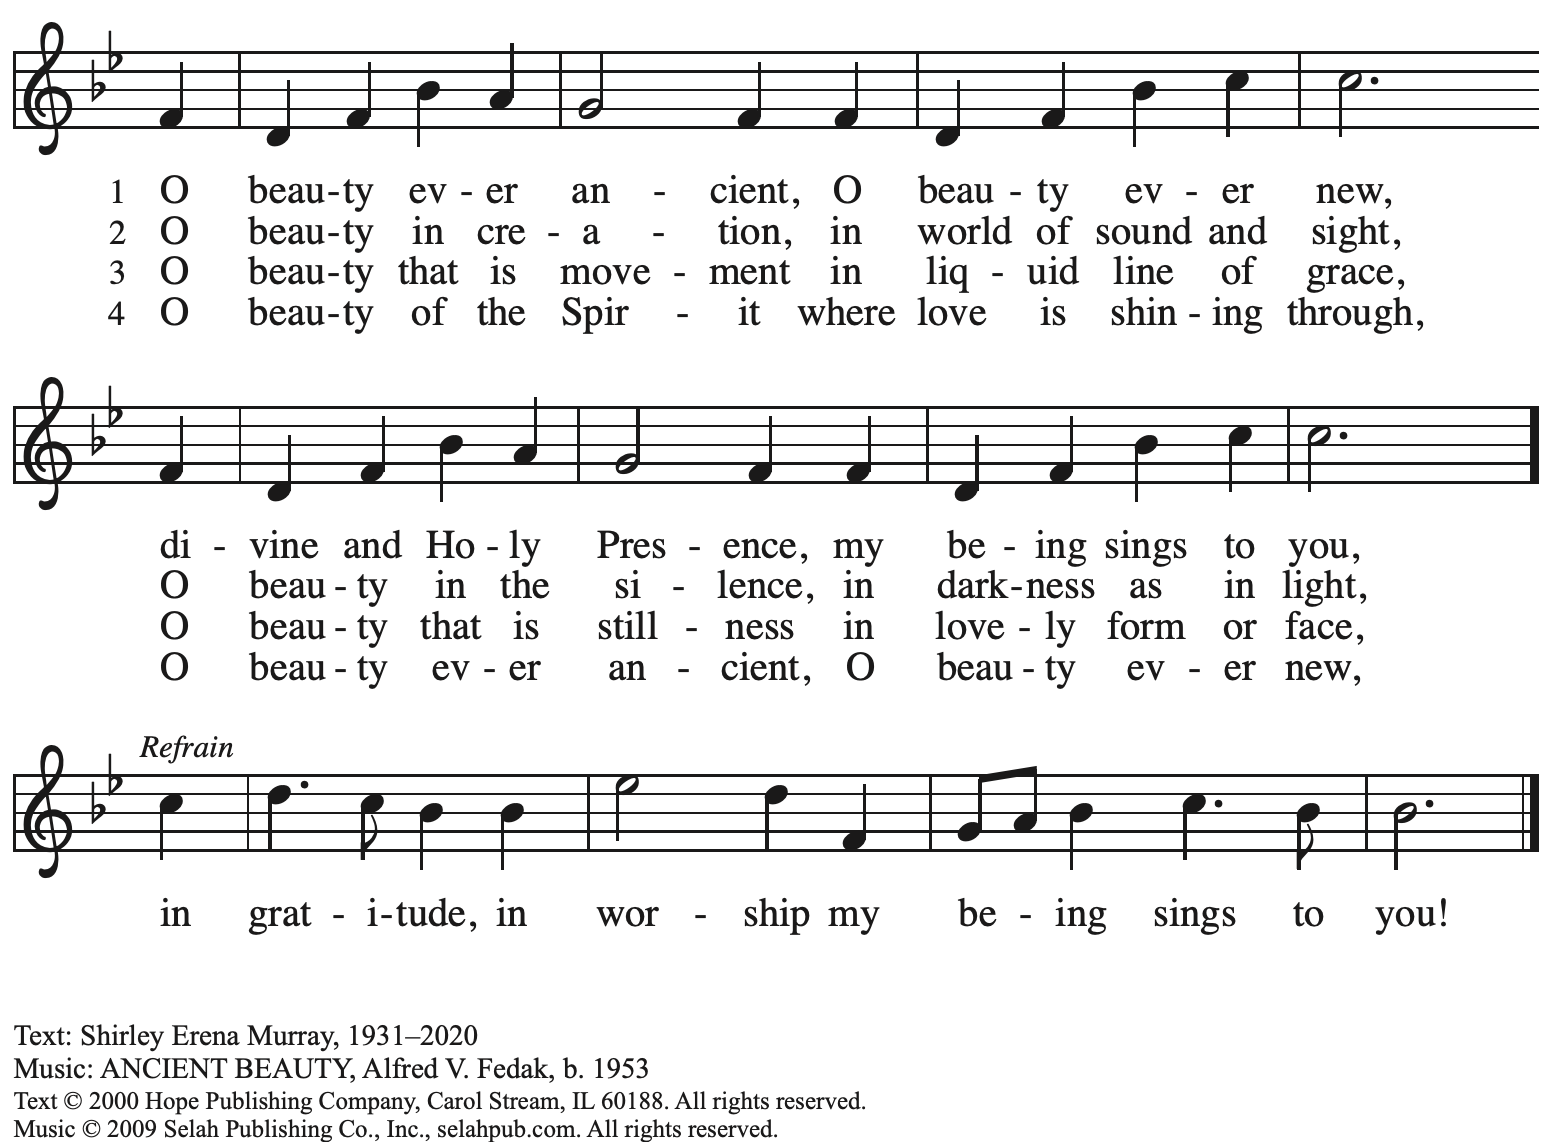 1 O beau-ty ev - er an - cient, O beau - ty ev - er new,
2 O beau-ty in cre - a - tion, in world of sound and sight,
3 O beau-ty that is move - ment in liq - uid line of grace,
4 O beau-ty of the Spir - it where love is shin - ing through,
di - vine and Ho - ly Pres - ence, my be - ing sings to you,
O beau - ty in the si - lence, in dark-ness as in light,
O beau - ty that is still - ness in love - ly form or face,
O beau - ty ev - er an - cient, O beau - ty ev - er new,
Refrain
in grat - i-tude, in wor - ship my be - ing sings to you!
Text: Shirley Erena Murray, 1931–2020
Music: ANCIENT BEAUTY, Alfred V. Fedak, b. 1953
Text © 2000 Hope Publishing Company, Carol Stream, IL 60188. All rights reserved.
Music © 2009 Selah Publishing Co., Inc., selahpub.com. All rights reserved.